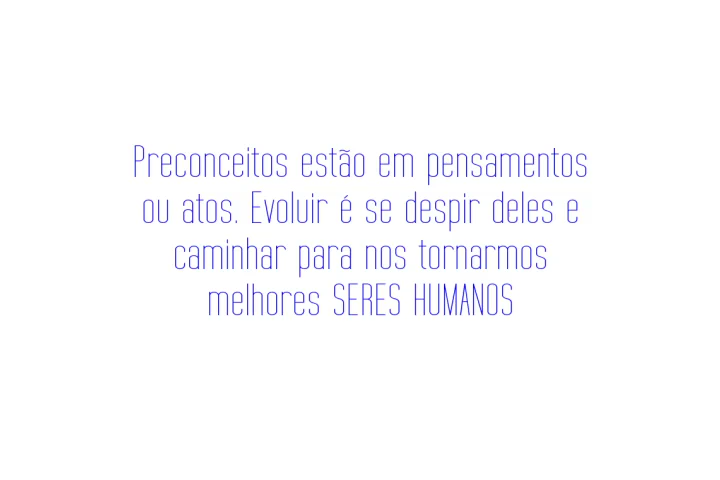 Preconceitos estão em pensamentos
ou atos. Evoluir é se despir deles e
caminhar para nos tornarmos
melhores SERES HUMANOS